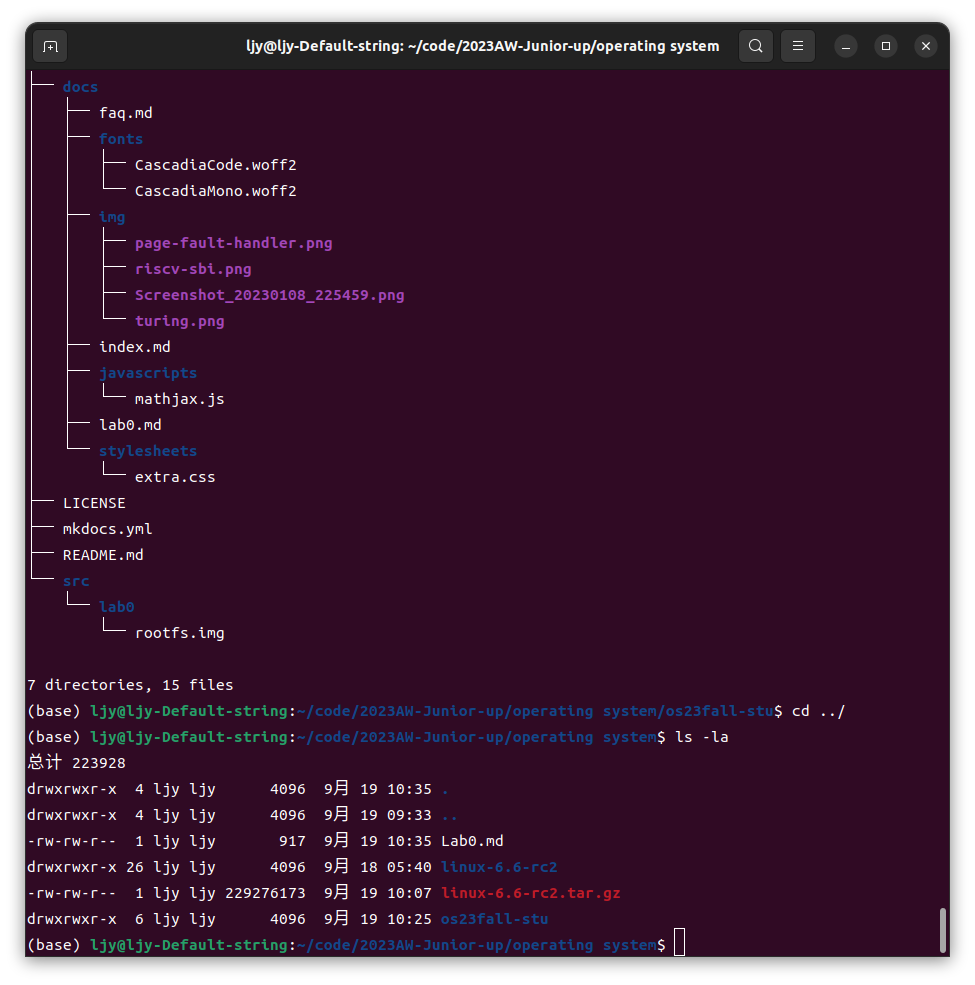 ljy@ljy-Default-string: ~/code/2023AW-Junior-up/operating system
├── docs
│   ├── faq.md
│   ├── fonts
│   │   ├── CascadiaCode.woff2
│   │   └── CascadiaMono.woff2
│   ├── img
│   │   ├── page-fault-handler.png
│   │   ├── riscv-sbi.png
│   │   ├── Screenshot_20230108_225459.png
│   │   └── turing.png
│   ├── index.md
│   ├── javascripts
│   │   └── mathjax.js
│   ├── lab0.md
│   └── stylesheets
│       └── extra.css
├── LICENSE
├── mkdocs.yml
├── README.md
└── src
    └── lab0
        └── rootfs.img
7 directories, 15 files
(base) ljy@ljy-Default-string:~/code/2023AW-Junior-up/operating system/os23fall-stu$ cd ../
(base) ljy@ljy-Default-string:~/code/2023AW-Junior-up/operating system$ ls -la
总计 223928
drwxrwxr-x  4 ljy ljy      4096  9月 19 10:35 .
drwxrwxr-x  4 ljy ljy      4096  9月 19 09:33 ..
-rw-rw-r--  1 ljy ljy       917  9月 19 10:35 Lab0.md
drwxrwxr-x 26 ljy ljy      4096  9月 18 05:40 linux-6.6-rc2
-rw-rw-r--  1 ljy ljy 229276173  9月 19 10:07 linux-6.6-rc2.tar.gz
drwxrwxr-x  6 ljy ljy      4096  9月 19 10:25 os23fall-stu
(base) ljy@ljy-Default-string:~/code/2023AW-Junior-up/operating system$